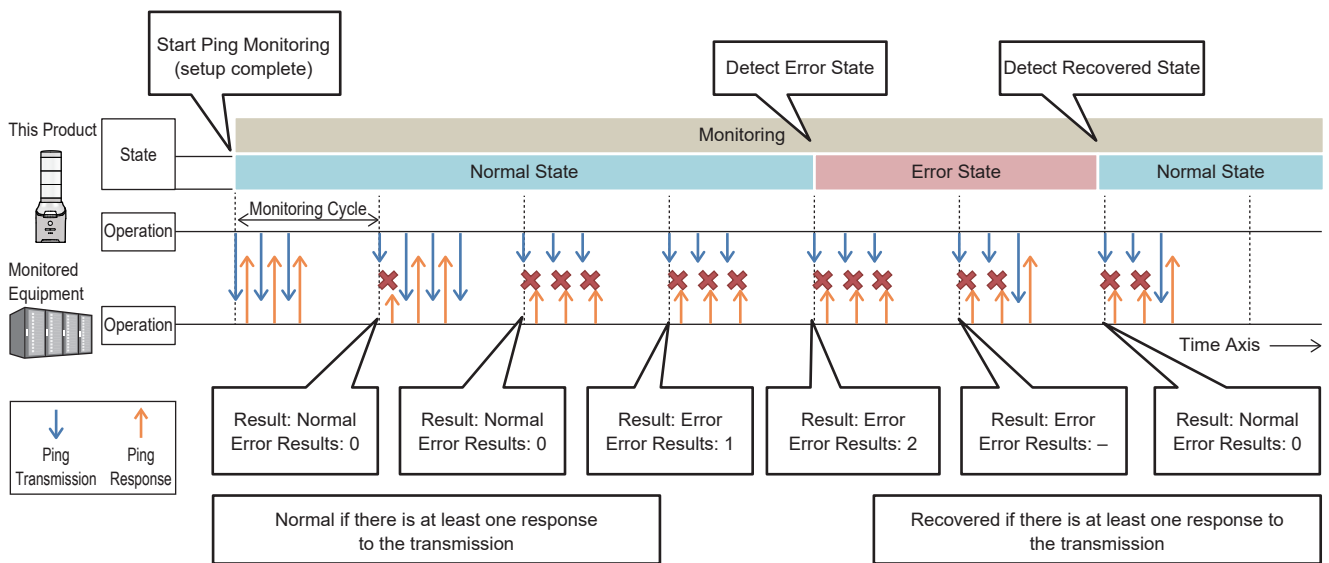 Start Ping Monitoring
(setup complete)
Detect Error State
Detect Recovered State
This Product
State
Monitoring
Normal State
Error State
Normal State
Monitoring Cycle
Operation
Monitored
Equipment
Operation
Time Axis
Result: Normal
Error Results: 0
Result: Normal
Error Results: 0
Result: Error
Error Results: 1
Result: Error
Error Results: 2
Result: Error
Error Results: –
Result: Normal
Error Results: 0
Ping
Transmission
Ping
Response
Normal if there is at least one response
to the transmission
Recovered if there is at least one response to
the transmission